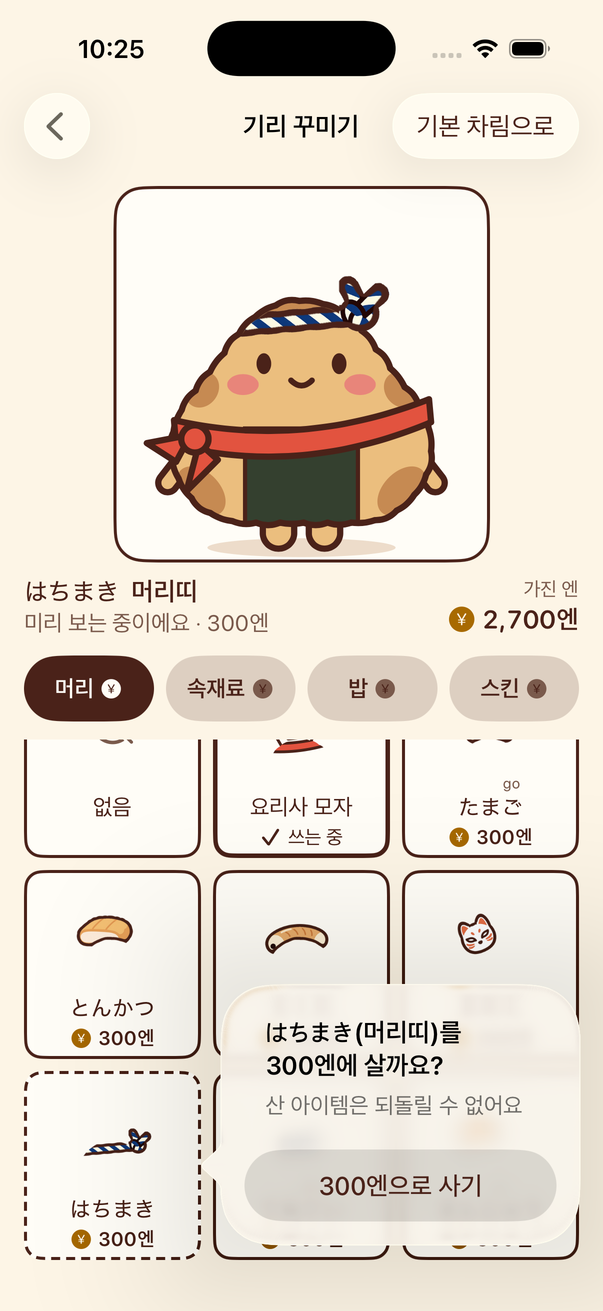 10:25
기리 꾸미기
기본 차림으로
はちまき 머리띠
미리 보는 중이에요 · 300엔
가진 엔
¥ 2,700엔
머리 ¥
속재료 ¥
밥 ¥
스킨 ¥
없음
요리사 모자
✓ 쓰는 중
go
たまご
¥ 300엔
とんかつ
¥ 300엔
はちまき(머리띠)를
300엔에 살까요?
산 아이템은 되돌릴 수 없어요
300엔으로 사기
はちまき
¥ 300엔